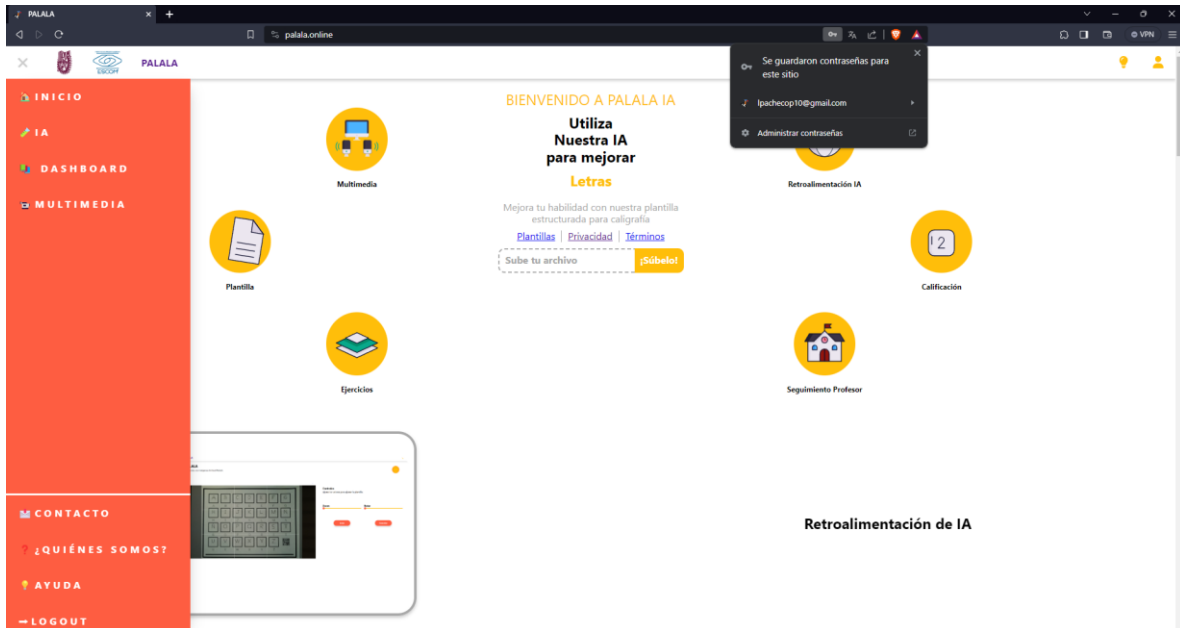 PALALA
palala.online
VPN
ESCOM
PALALA
INICIO
IA
DASHBOARD
MULTIMEDIA
CONTACTO
¿QUIÉNES SOMOS?
AYUDA
LOGOUT
Se guardaron contraseñas para
este sitio
lpachecop10@gmail.com
Administrar contraseñas
BIENVENIDO A PALALA IA
Utiliza
Nuestra IA
para mejorar
Letras
Mejora tu habilidad con nuestra plantilla
estructurada para caligrafía
Plantillas | Privacidad | Términos
Sube tu archivo
¡Súbelo!
Multimedia
Plantilla
Ejercicios
Retroalimentación IA
2
Calificación
Seguimiento Profesor
Retroalimentación de IA